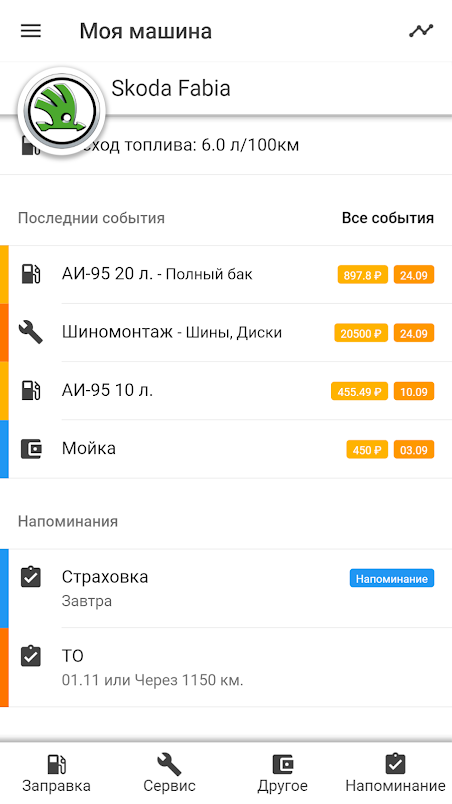 Моя машина
Skoda Fabia
ход топлива: 6.0 л/100км
Последнии события Все события
АИ-95 20 л. - Полный бак 897.8 ₽ 24.09
Шиномонтаж - Шины, Диски 20500 ₽ 24.09
АИ-95 10 л. 455.49 ₽ 10.09
Мойка 450 ₽ 03.09
Напоминания
Страховка Напоминание
Завтра
ТО
01.11 или Через 1150 км.
Заправка Сервис Другое Напоминание